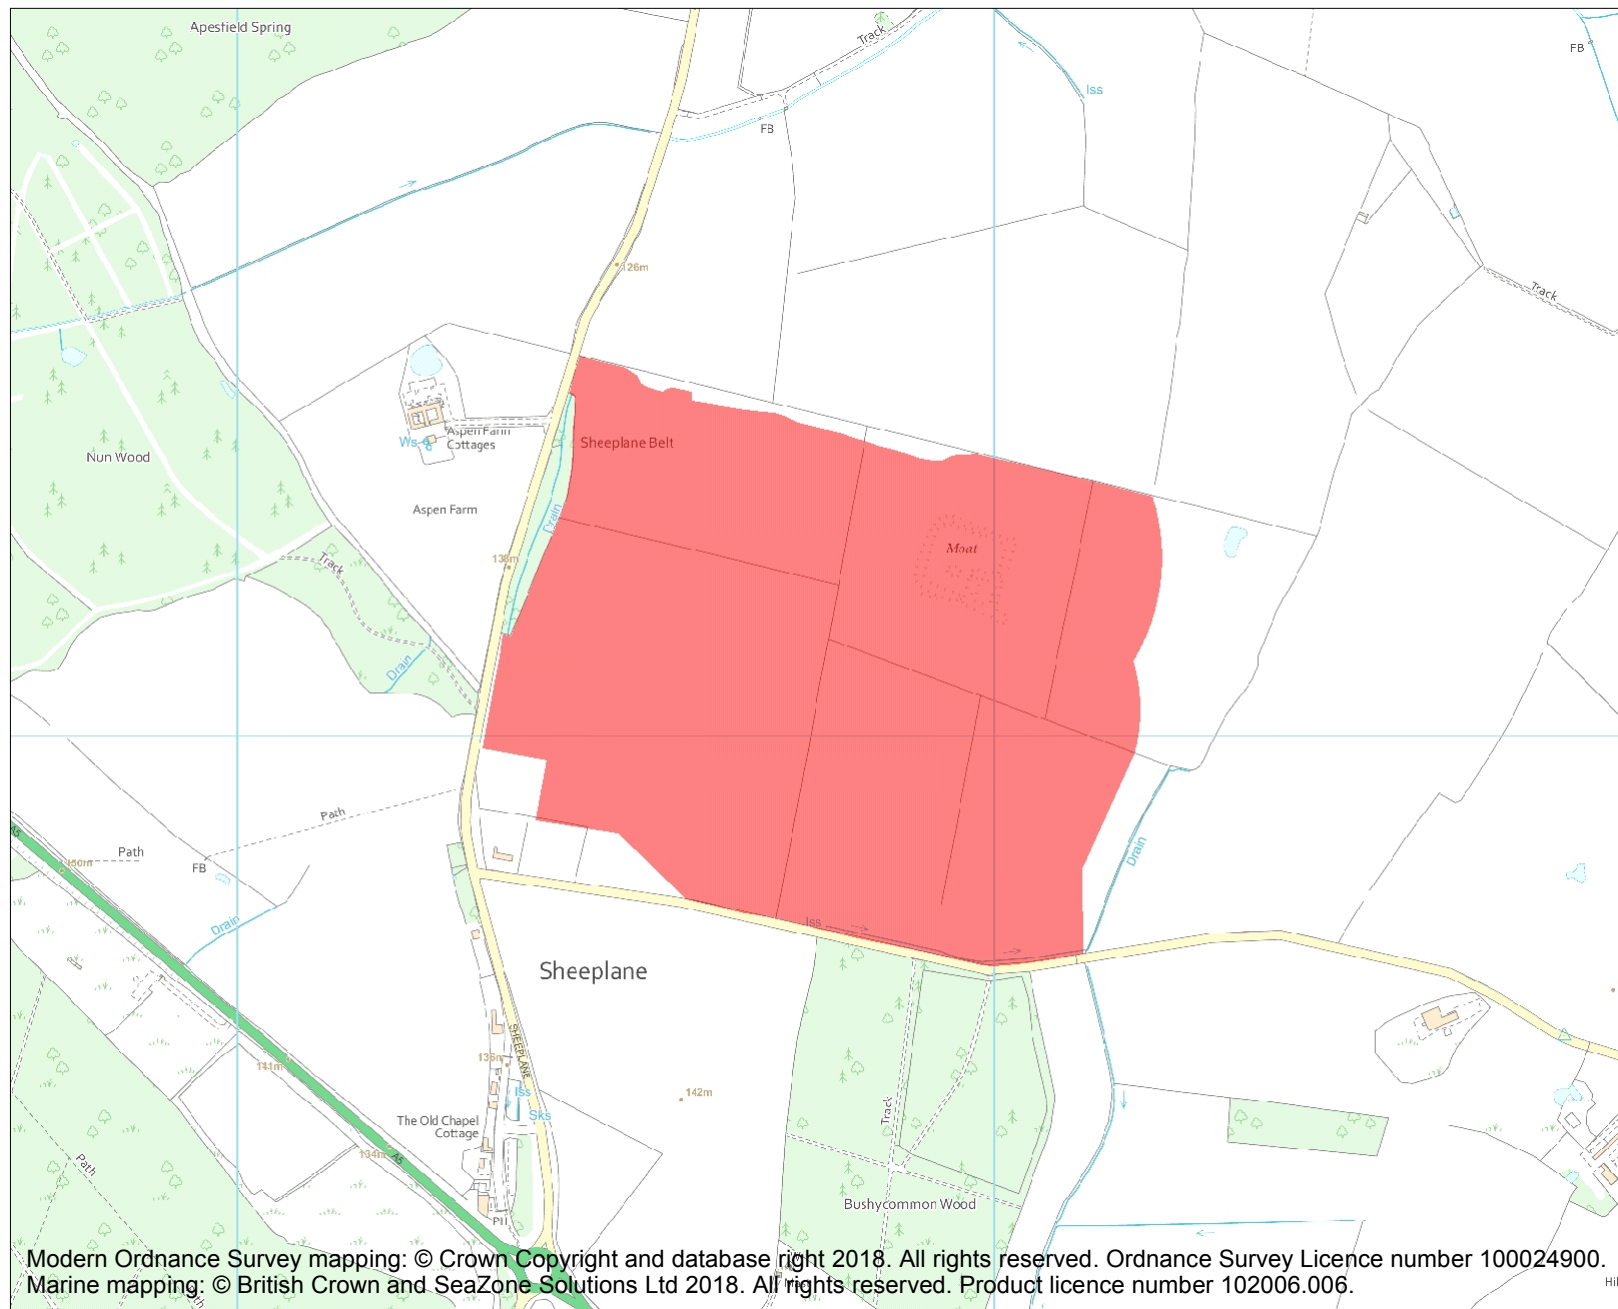 Apesfield Spring
Track
FB
Iss
FB
126m
Track
Aspen Farm
Cottages
Ws
Sheeplane Belt
Nun Wood
Aspen Farm
Drain
Moat
138m
Track
Drain
Path
A5
Path
150m
FB
Drain
Drain
Iss
Sheeplane
SHEEPLANE
141m
136m
Iss
142m
Sks
The Old Chapel
Cottage
Track
134m
A5
Path
Bushycommon Wood
PH
Path
Modern Ordnance Survey mapping: © Crown Copyright and database right 2018. All rights reserved. Ordnance Survey Licence number 100024900.
Marine mapping: © British Crown and SeaZone Solutions Ltd 2018. All rights reserved. Product licence number 102006.006.